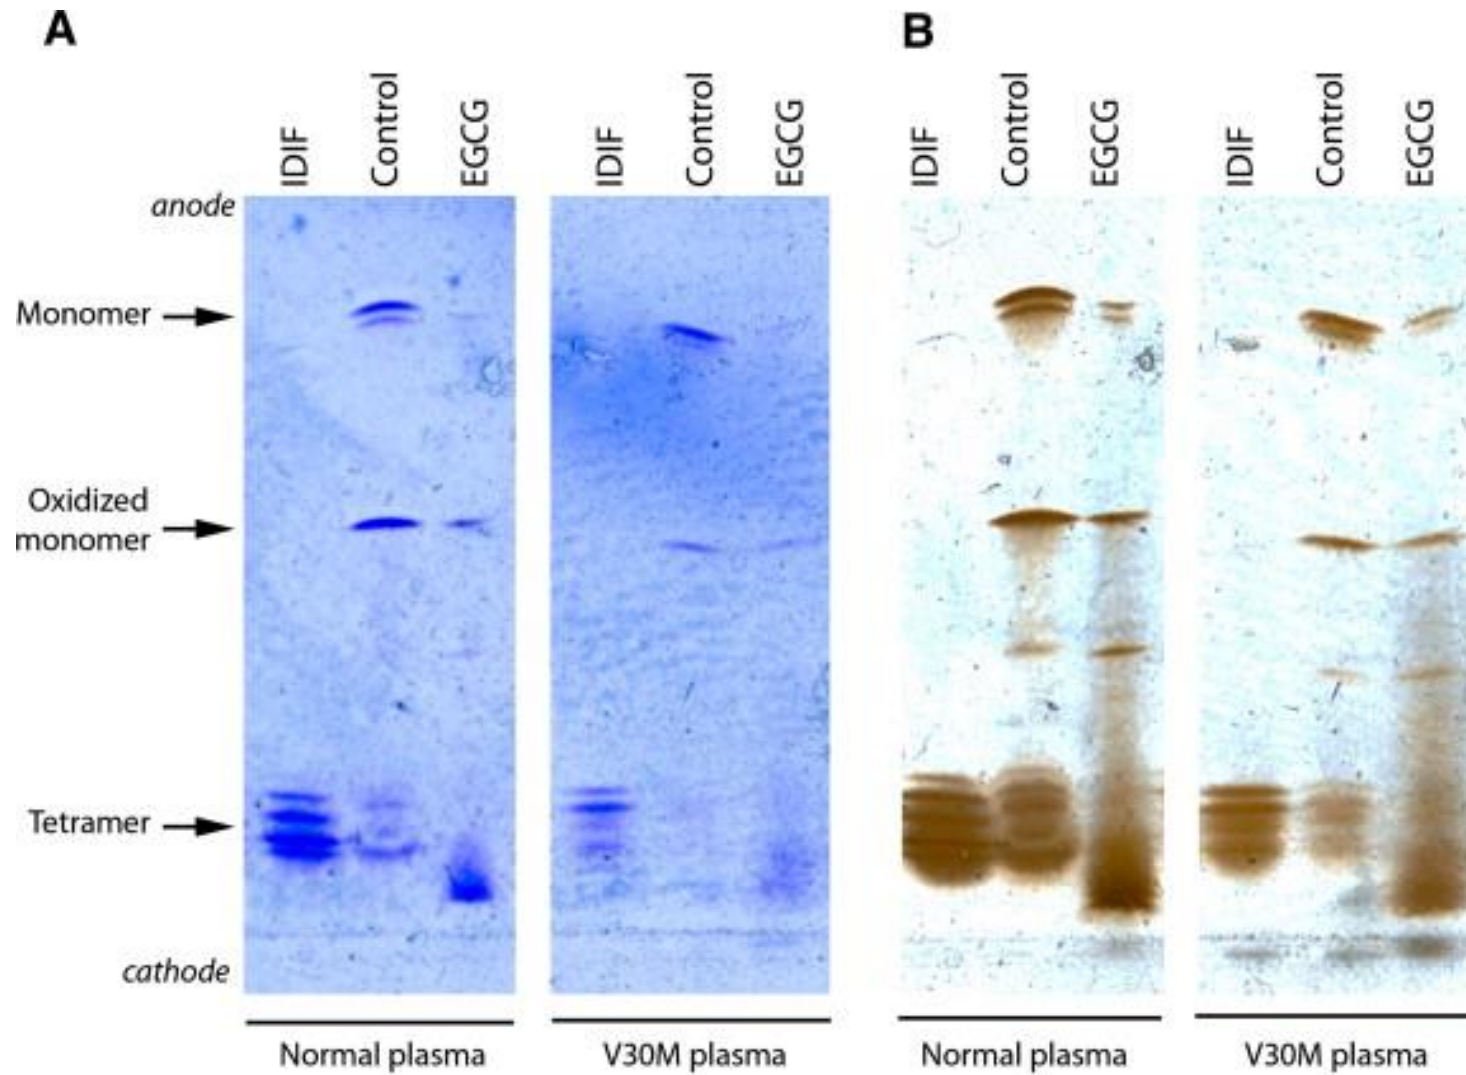 A
B
IDIF
Control
EGCG
IDIF
Control
EGCG
IDIF
Control
EGCG
IDIF
Control
EGCG
anode
Monomer
Oxidized
monomer
Tetramer
cathode
Normal plasma
V30M plasma
Normal plasma
V30M plasma